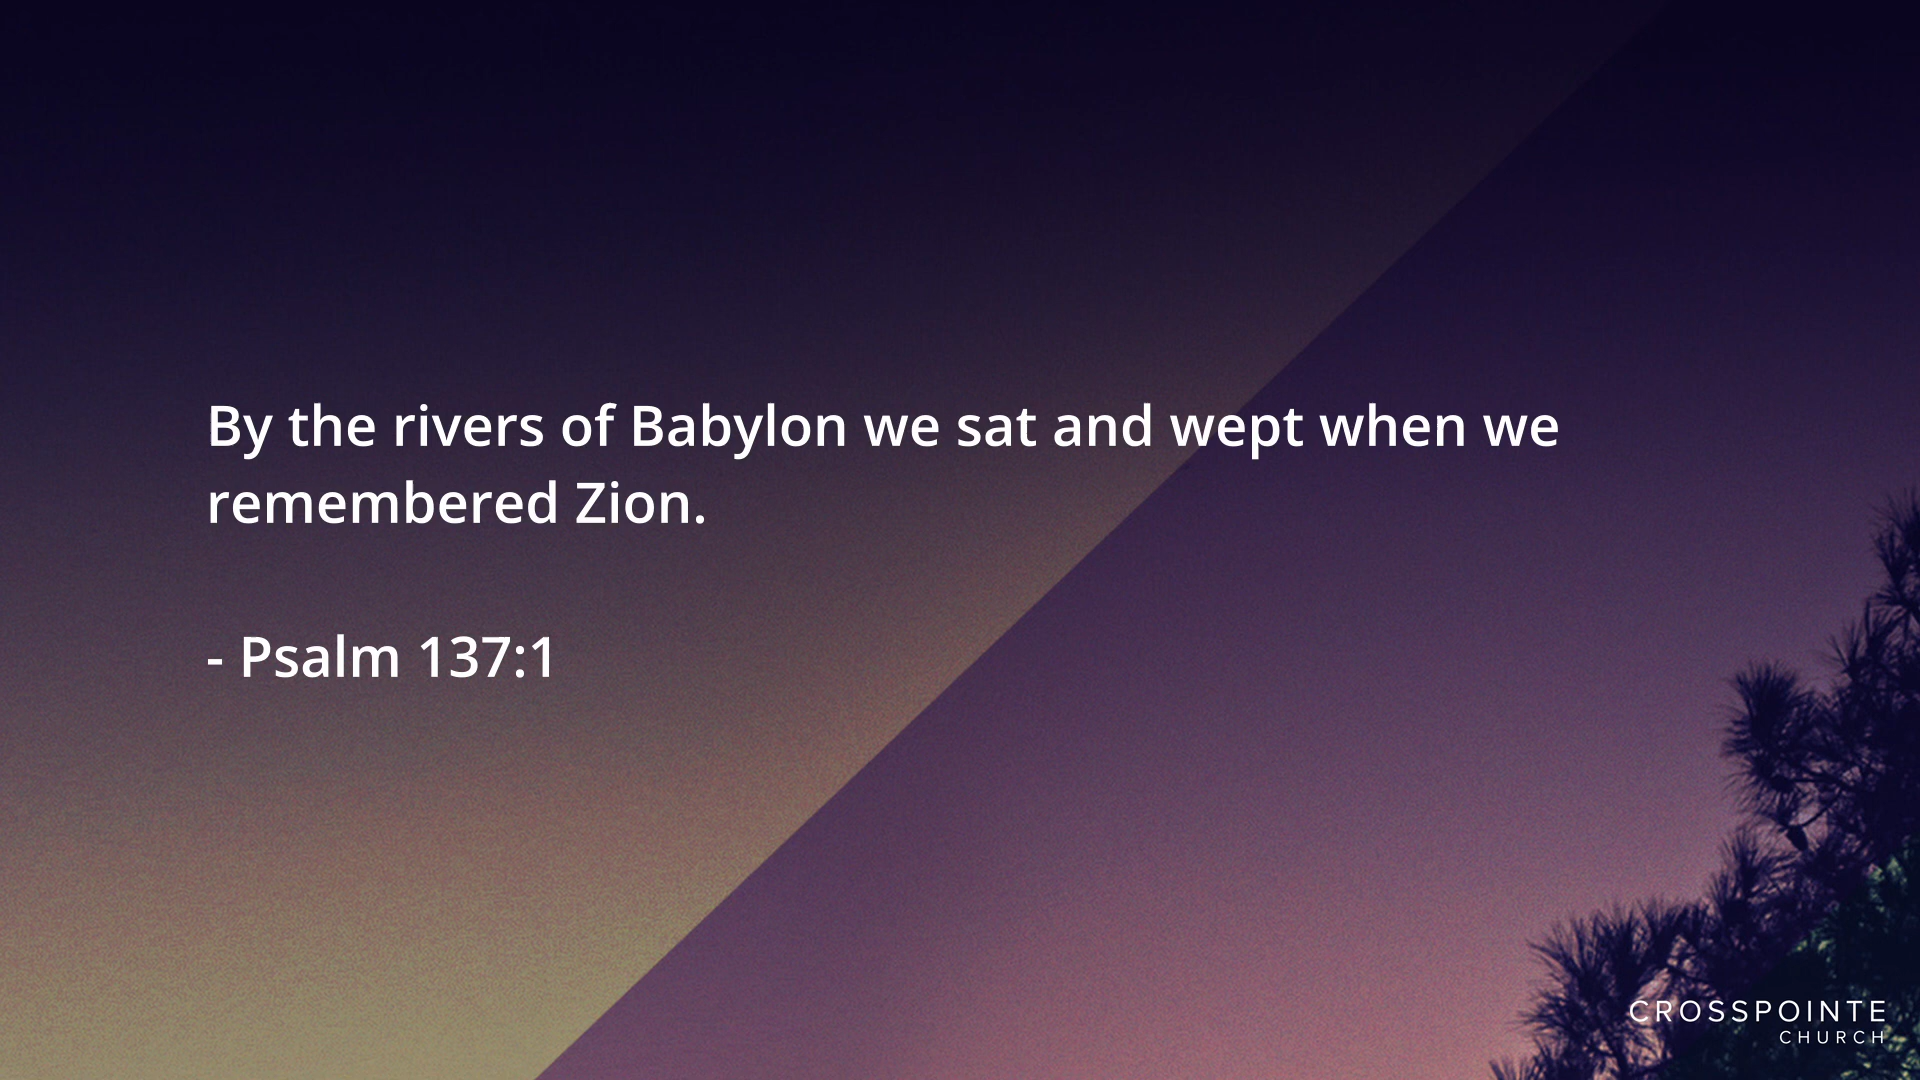 By the rivers of Babylon we sat and wept when we
remembered Zion.
- Psalm 137:1
CROSSPOINTE
CHURCH